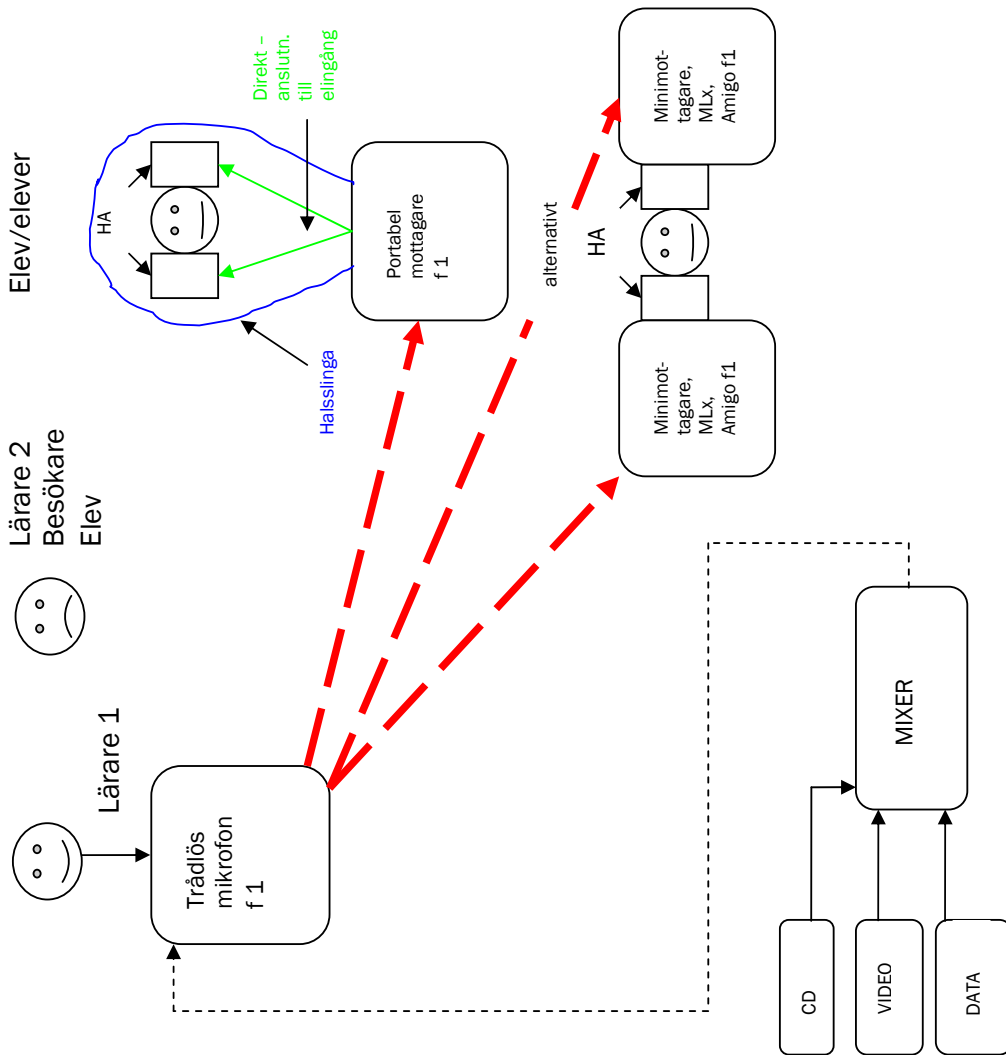 Lärare 1
Lärare 2
Besökare
Elev
Elev/elever
Trådlös
mikrofon
f 1
HA
Direkt –
anslutn.
till
elingång
Halsslinga
Portabel
mottagare
f 1
alternativt
HA
Minimot-
tagare,
MLx,
Amigo f1
Minimot-
tagare,
MLx,
Amigo f1
CD
VIDEO
DATA
MIXER